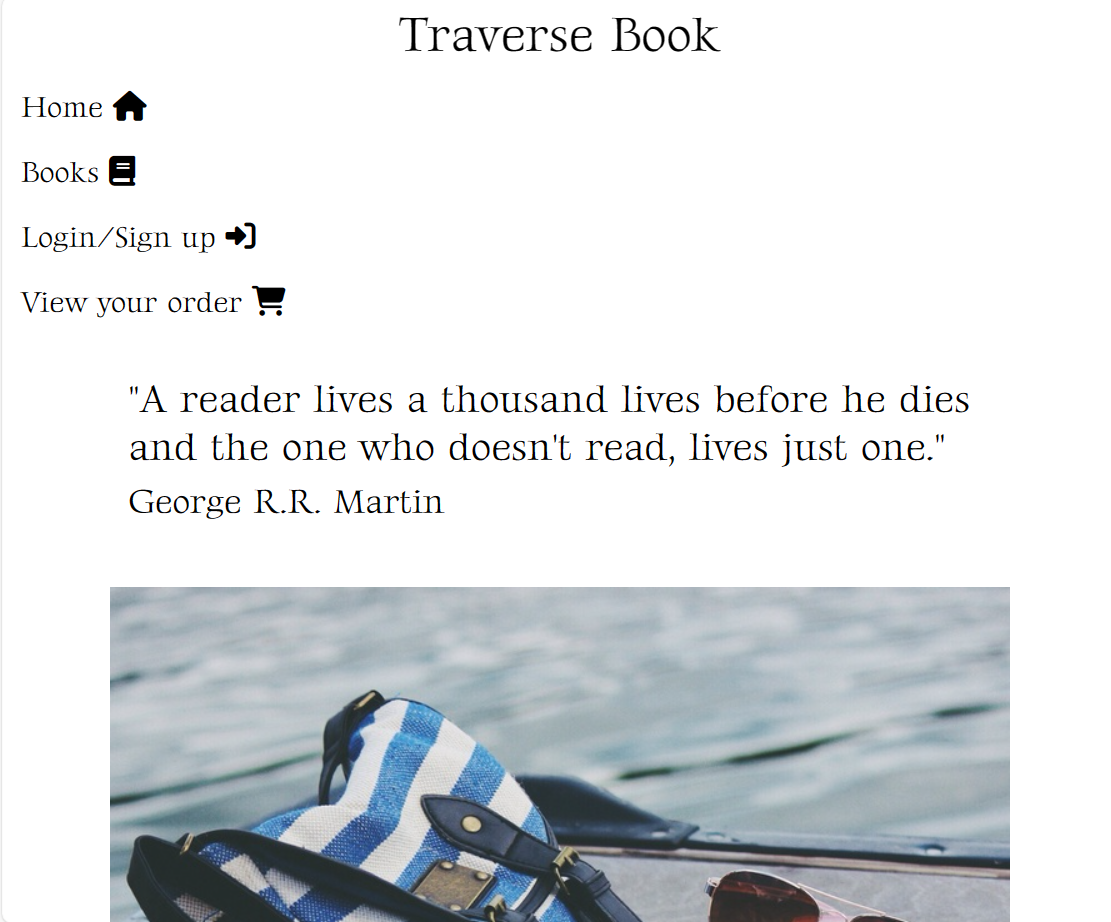 Traverse Book
Home
Books
Login/Sign up
View your order
"A reader lives a thousand lives before he dies
and the one who doesn't read, lives just one."
George R.R. Martin